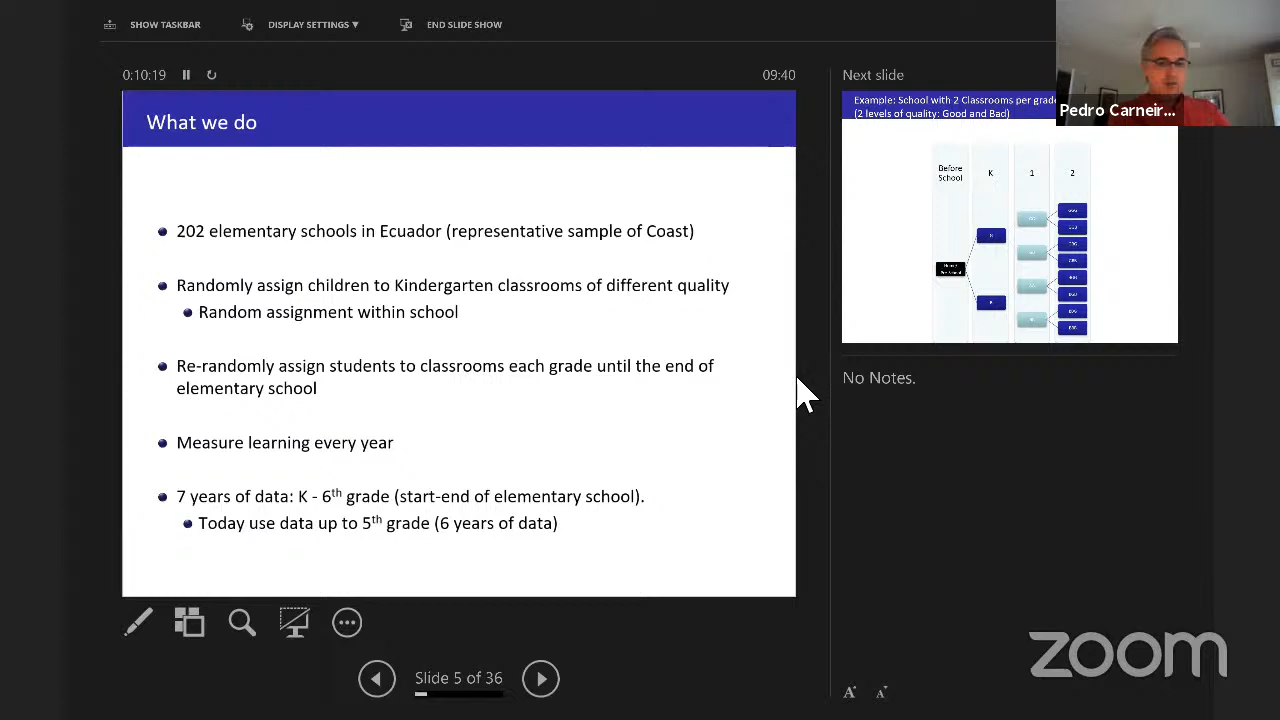 SHOW TASKBAR
DISPLAY SETTINGS ▼
END SLIDE SHOW
0:10:19
09:40
What we do
202 elementary schools in Ecuador (representative sample of Coast)
Randomly assign children to Kindergarten classrooms of different quality
Random assignment within school
Re-randomly assign students to classrooms each grade until the end of
elementary school
Measure learning every year
7 years of data: K - 6th grade (start-end of elementary school).
Today use data up to 5th grade (6 years of data)
Slide 5 of 36
Next slide
Example: School with 2 Classrooms per grade
(2 levels of quality: Good and Bad)
Before
School
K
1
2
No Notes.
A
A
Pedro Carneir...
zoom